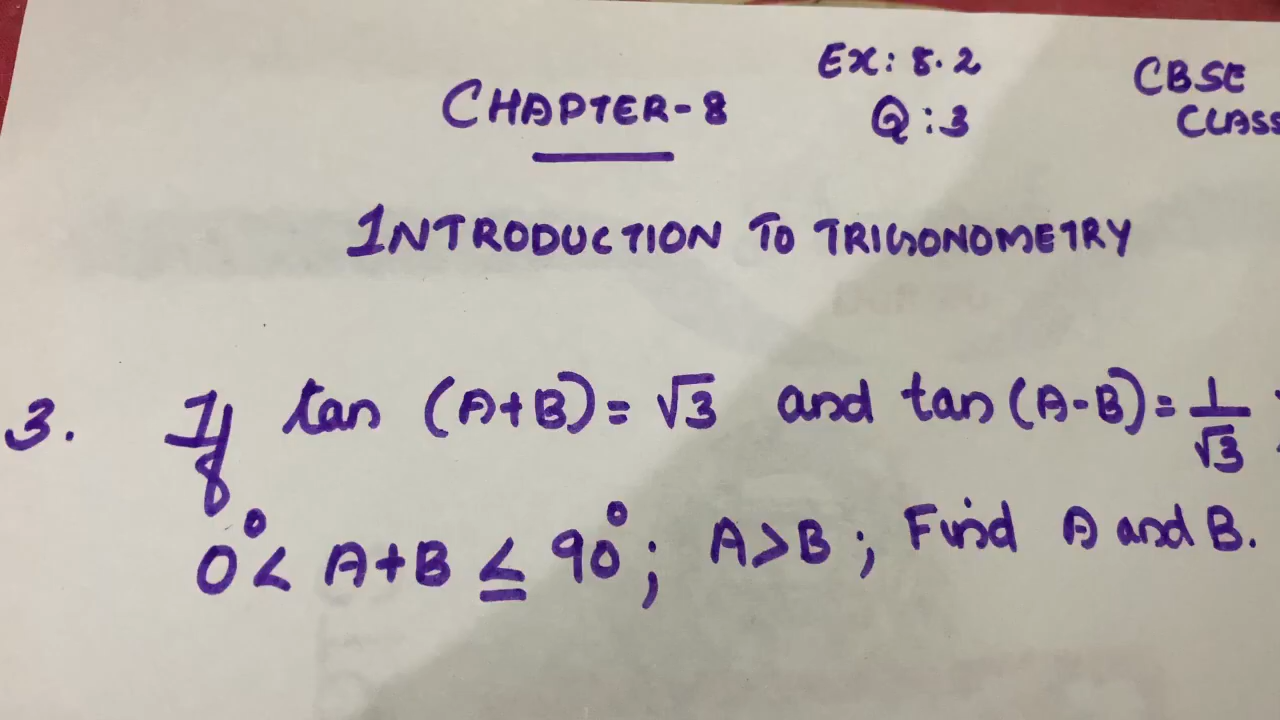 Ex: 8.2
CBSE
CHAPTER-8
Q:3
CLASS
INTRODUCTION TO TRIGONOMETRY
3. If tan (A+B) = √3 and tan (A-B) = 1/√3 ;
0° < A+B ≤ 90° ; A>B ; Find A and B.